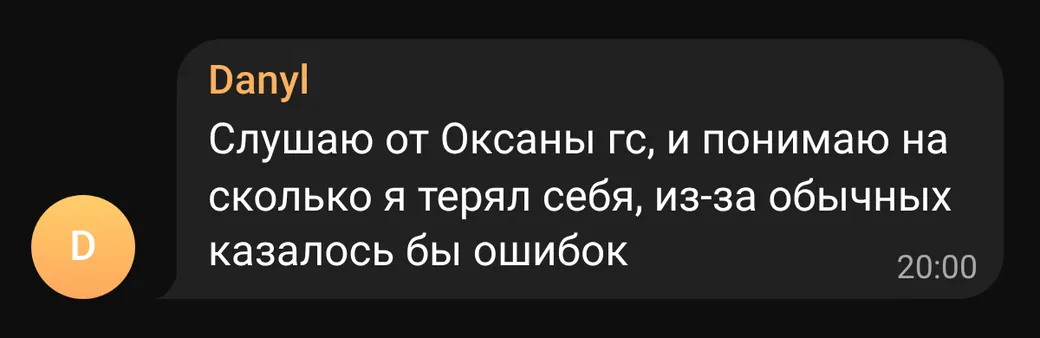 Danyl
Слушаю от Оксаны гс, и понимаю на
сколько я терял себя, из-за обычных
казалось бы ошибок
20:00
D